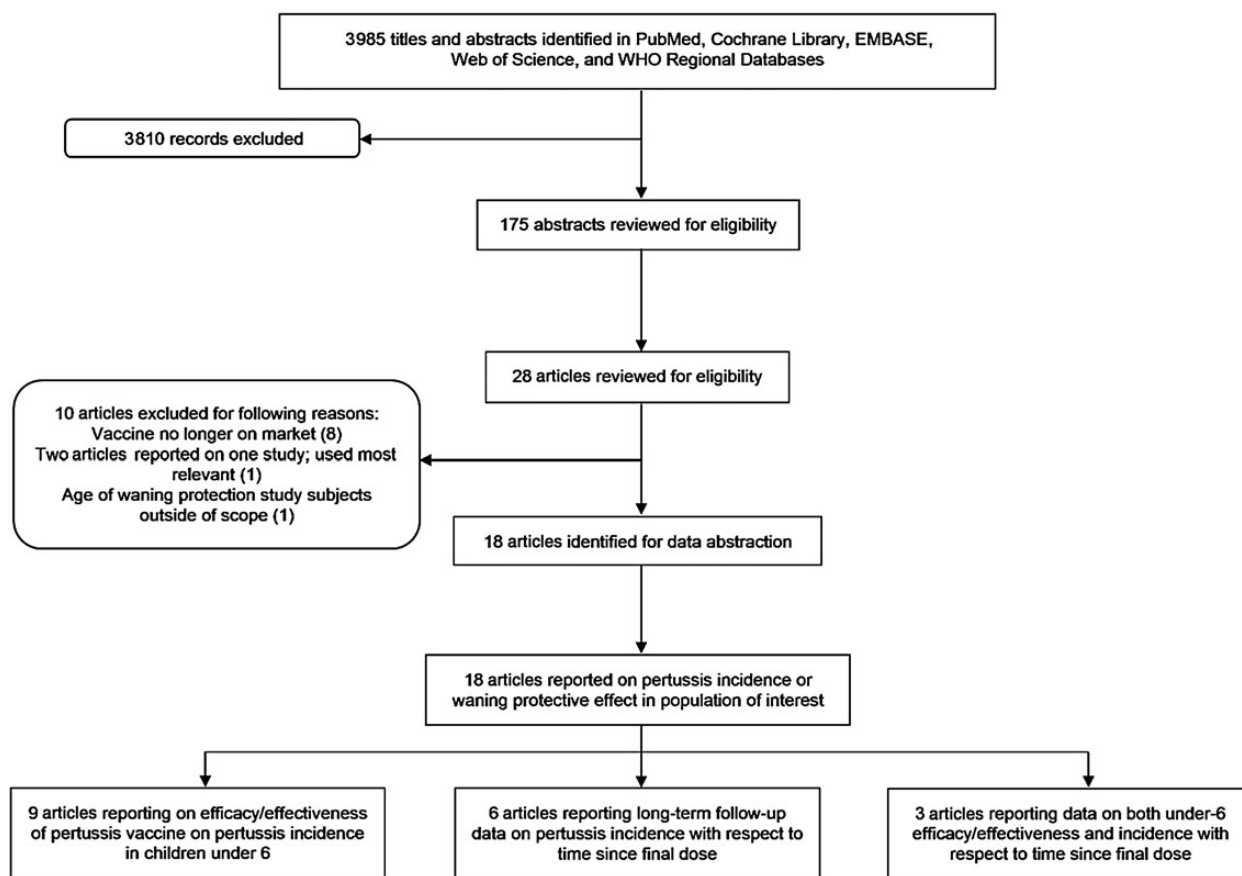 3985 titles and abstracts identified in PubMed, Cochrane Library, EMBASE,
Web of Science, and WHO Regional Databases
3810 records excluded
175 abstracts reviewed for eligibility
28 articles reviewed for eligibility
10 articles excluded for following reasons:
Vaccine no longer on market (8)
Two articles reported on one study; used most
relevant (1)
Age of waning protection study subjects
outside of scope (1)
18 articles identified for data abstraction
18 articles reported on pertussis incidence or
waning protective effect in population of interest
9 articles reporting on efficacy/effectiveness
of pertussis vaccine on pertussis incidence
in children under 6
6 articles reporting long-term follow-up
data on pertussis incidence with respect to
time since final dose
3 articles reporting data on both under-6
efficacy/effectiveness and incidence with
respect to time since final dose